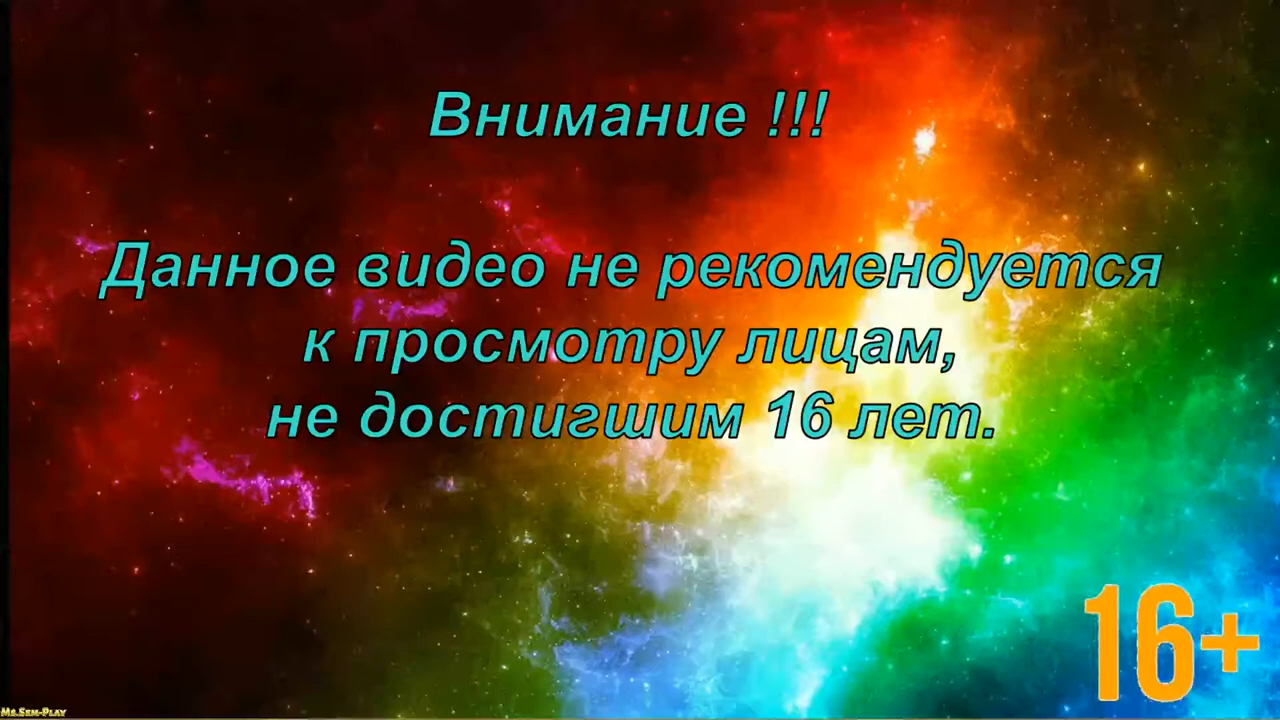 Внимание !!!
Данное видео не рекомендуется
к просмотру лицам,
не достигшим 16 лет.
16+
Ms.Sem-Play